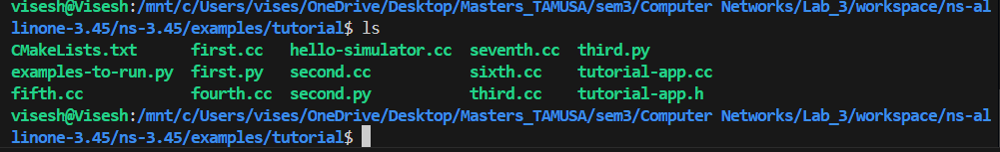 visesh@Visesh:/mnt/c/Users/vises/OneDrive/Desktop/Masters_TAMUSA/sem3/Computer Networks/Lab_3/workspace/ns-al
linone-3.45/ns-3.45/examples/tutorial$ ls
CMakeLists.txt first.cc hello-simulator.cc seventh.cc third.py
examples-to-run.py first.py second.cc sixth.cc tutorial-app.cc
fifth.cc fourth.cc second.py third.cc tutorial-app.h
visesh@Visesh:/mnt/c/Users/vises/OneDrive/Desktop/Masters_TAMUSA/sem3/Computer Networks/Lab_3/workspace/ns-al
linone-3.45/ns-3.45/examples/tutorial$